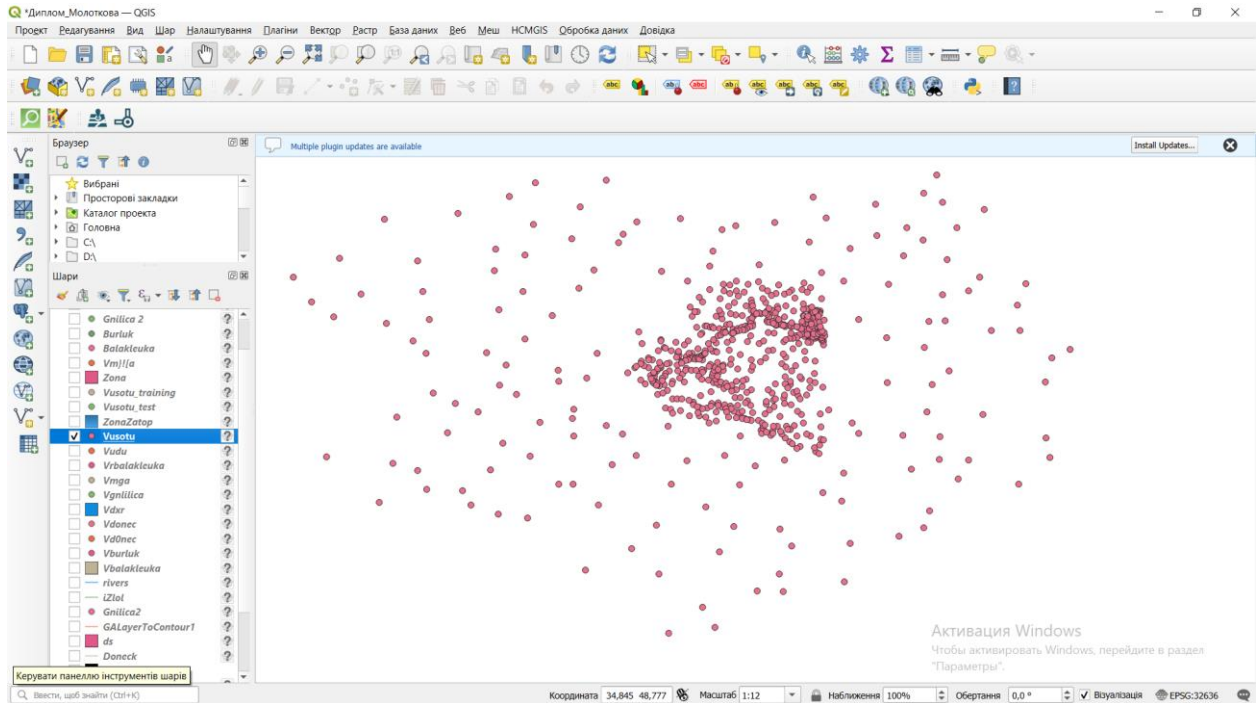 *Диплом_Молоткова — QGIS
Проект Редагування Вид Шар Налаштування Плагіни Вектор Растр База даних Веб Меш HCMGIS Обробка даних Довідка
Браузер
Вибрані
Просторові закладки
Каталог проекта
Головна
C:\
D:\
Multiple plugin updates are available
Install Updates...
Шари
Gnilica 2
Burluk
Balakleuka
Vm)!(a
Zona
Vusotu_training
Vusotu_test
ZonaZatop
Vusotu
Vudu
Vrbalakleuka
Vmga
Vgnlilica
Vdxr
Vdonec
Vd0nec
Vburluk
Vbalakleuka
rivers
iZlol
Gnilica2
GALayerToContour1
ds
Doneck
Керувати панеллю інструментів шарів
Активация Windows
Чтобы активировать Windows, перейдите в раздел
"Параметры".
Ввести, щоб знайти (Ctrl+K)
Координата 34,845 48,777 Масштаб 1:12 Наближення 100% Обертання 0,0 ° Візуалізація EPSG:32636